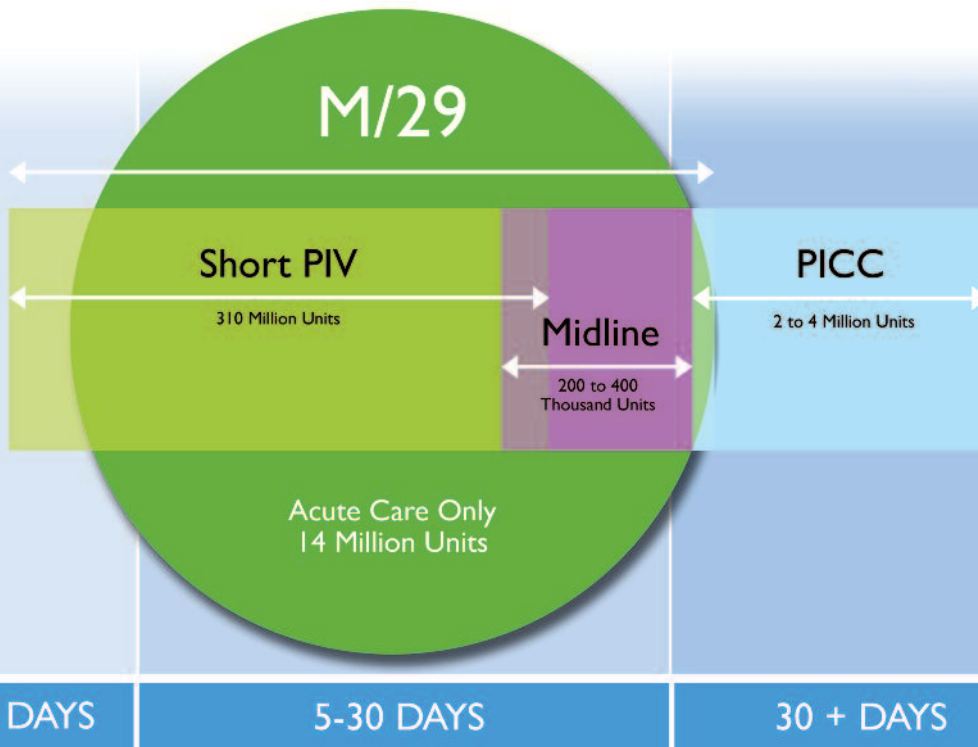 M/29
Short PIV
310 Million Units
Midline
200 to 400
Thousand Units
PICC
2 to 4 Million Units
Acute Care Only
14 Million Units
DAYS
5-30 DAYS
30 + DAYS